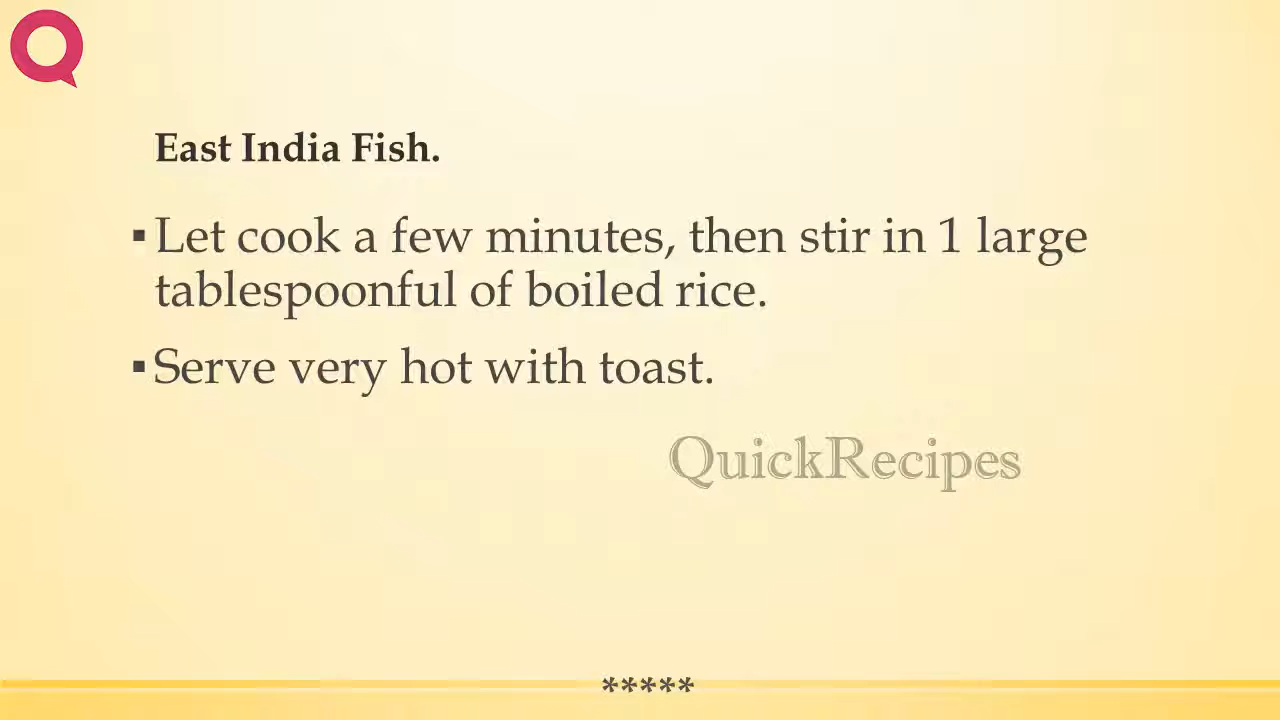 East India Fish.
▪Let cook a few minutes, then stir in 1 large
tablespoonful of boiled rice.
▪Serve very hot with toast.
QuickRecipes
*****